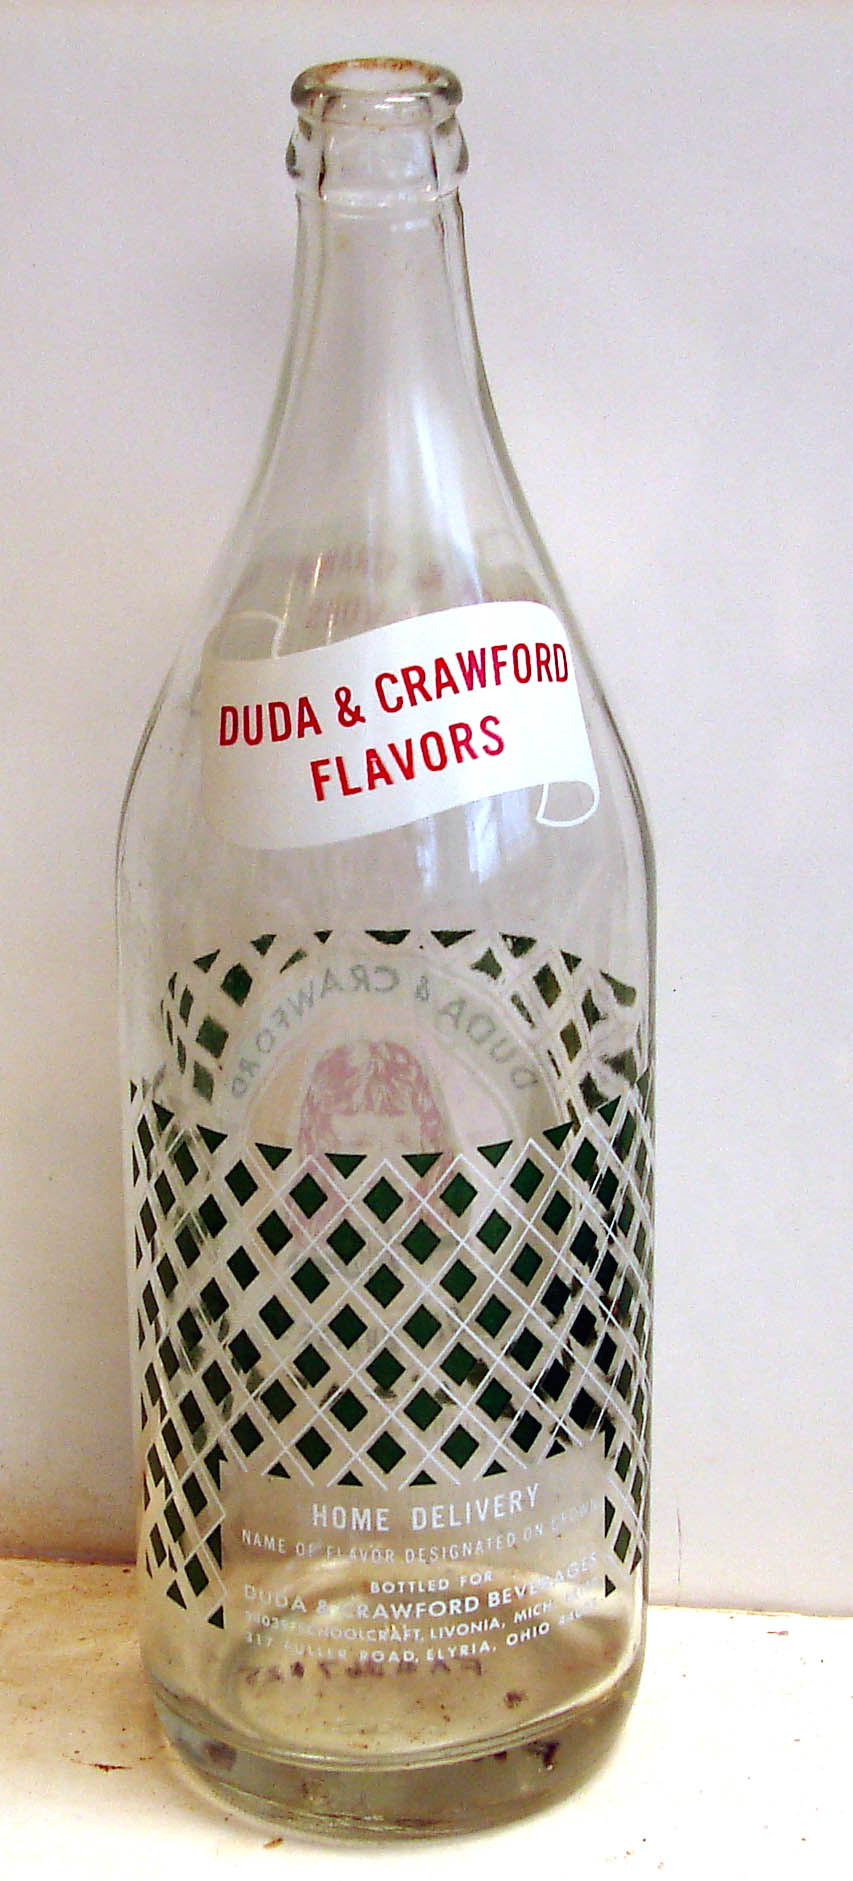 DUDA & CRAWFORD
FLAVORS
DUDA & CRAWFORD
HOME DELIVERY
NAME OF FLAVOR DESIGNATED ON CROWN
BOTTLED FOR
DUDA & CRAWFORD BEVERAGES
SCHOOLCRAFT, LIVONIA, MICH.
317 FULLER ROAD, ELYRIA, OHIO